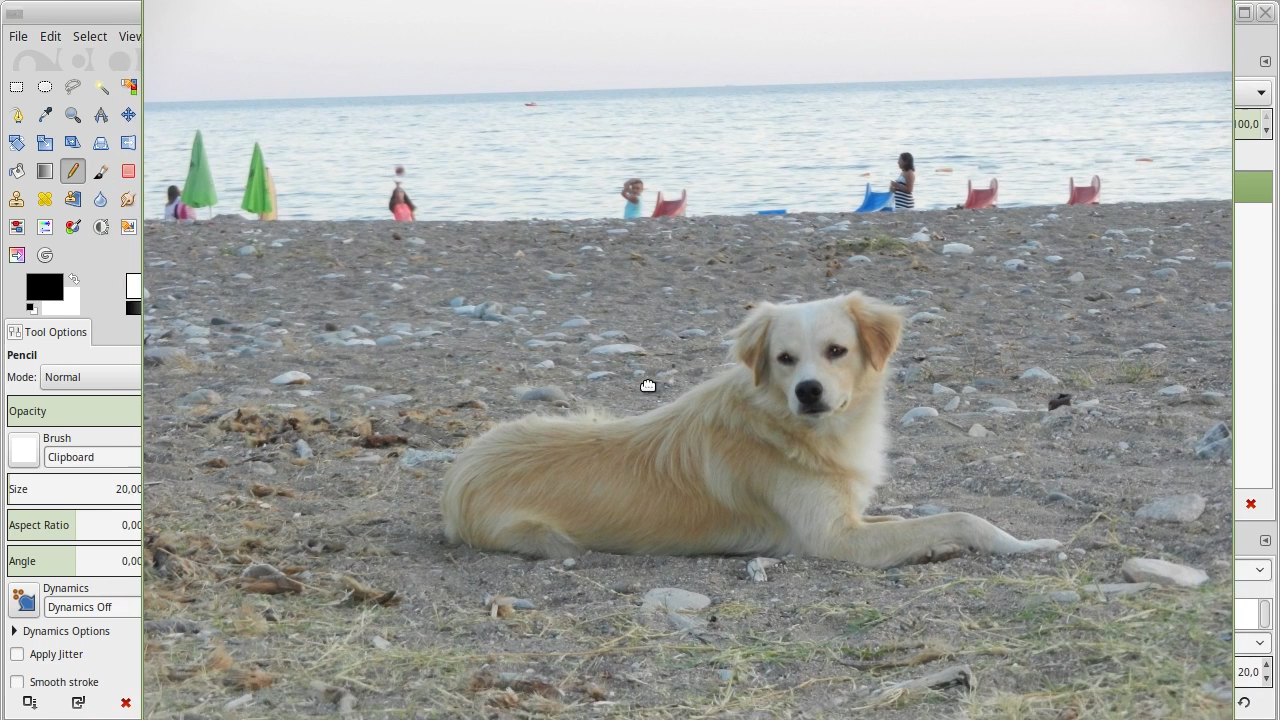 File Edit Select View
Tool Options
Pencil
Mode: Normal
100,0
Opacity
Brush
Clipboard
Size 20,00
Aspect Ratio 0,00
Angle 0,00
Dynamics
Dynamics Off
Dynamics Options
Apply Jitter
20,0
Smooth stroke